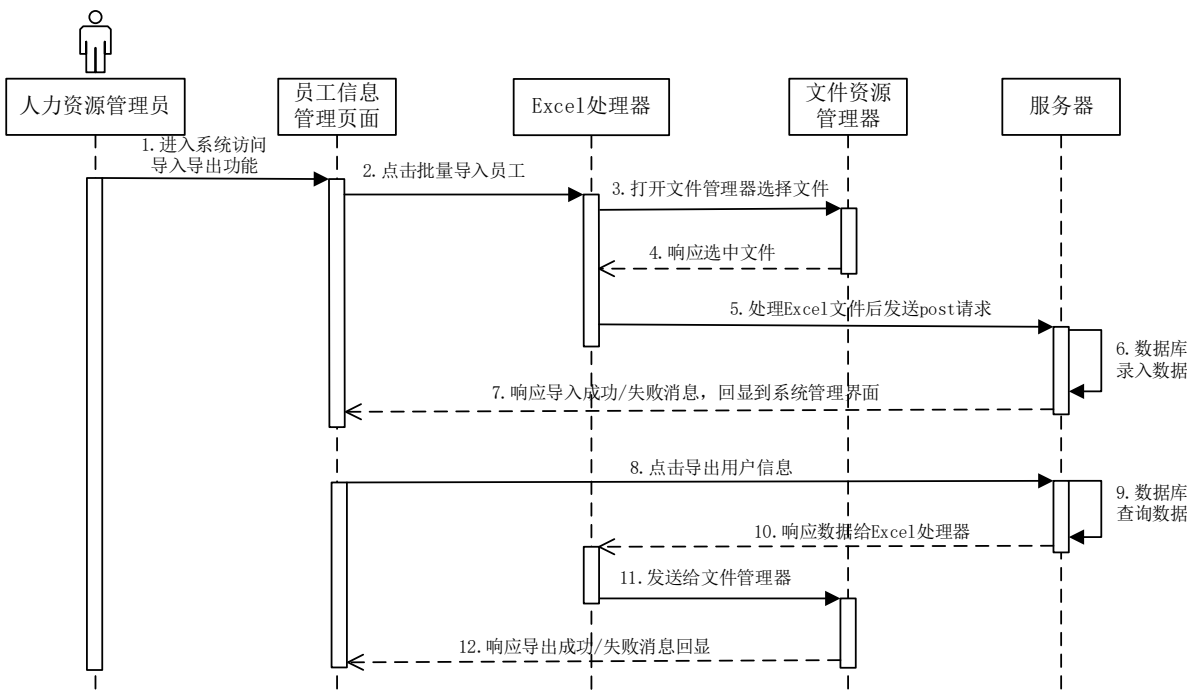 人力资源管理员
员工信息
管理页面
Excel处理器
文件资源
管理器
服务器
1.进入系统访问
导入导出功能
2.点击批量导入员工
3.打开文件管理器选择文件
4.响应选中文件
5.处理Excel文件后发送post请求
6.数据库
录入数据
7.响应导入成功/失败消息，回显到系统管理界面
8.点击导出用户信息
9.数据库
查询数据
10.响应数据给Excel处理器
11.发送给文件管理器
12.响应导出成功/失败消息回显